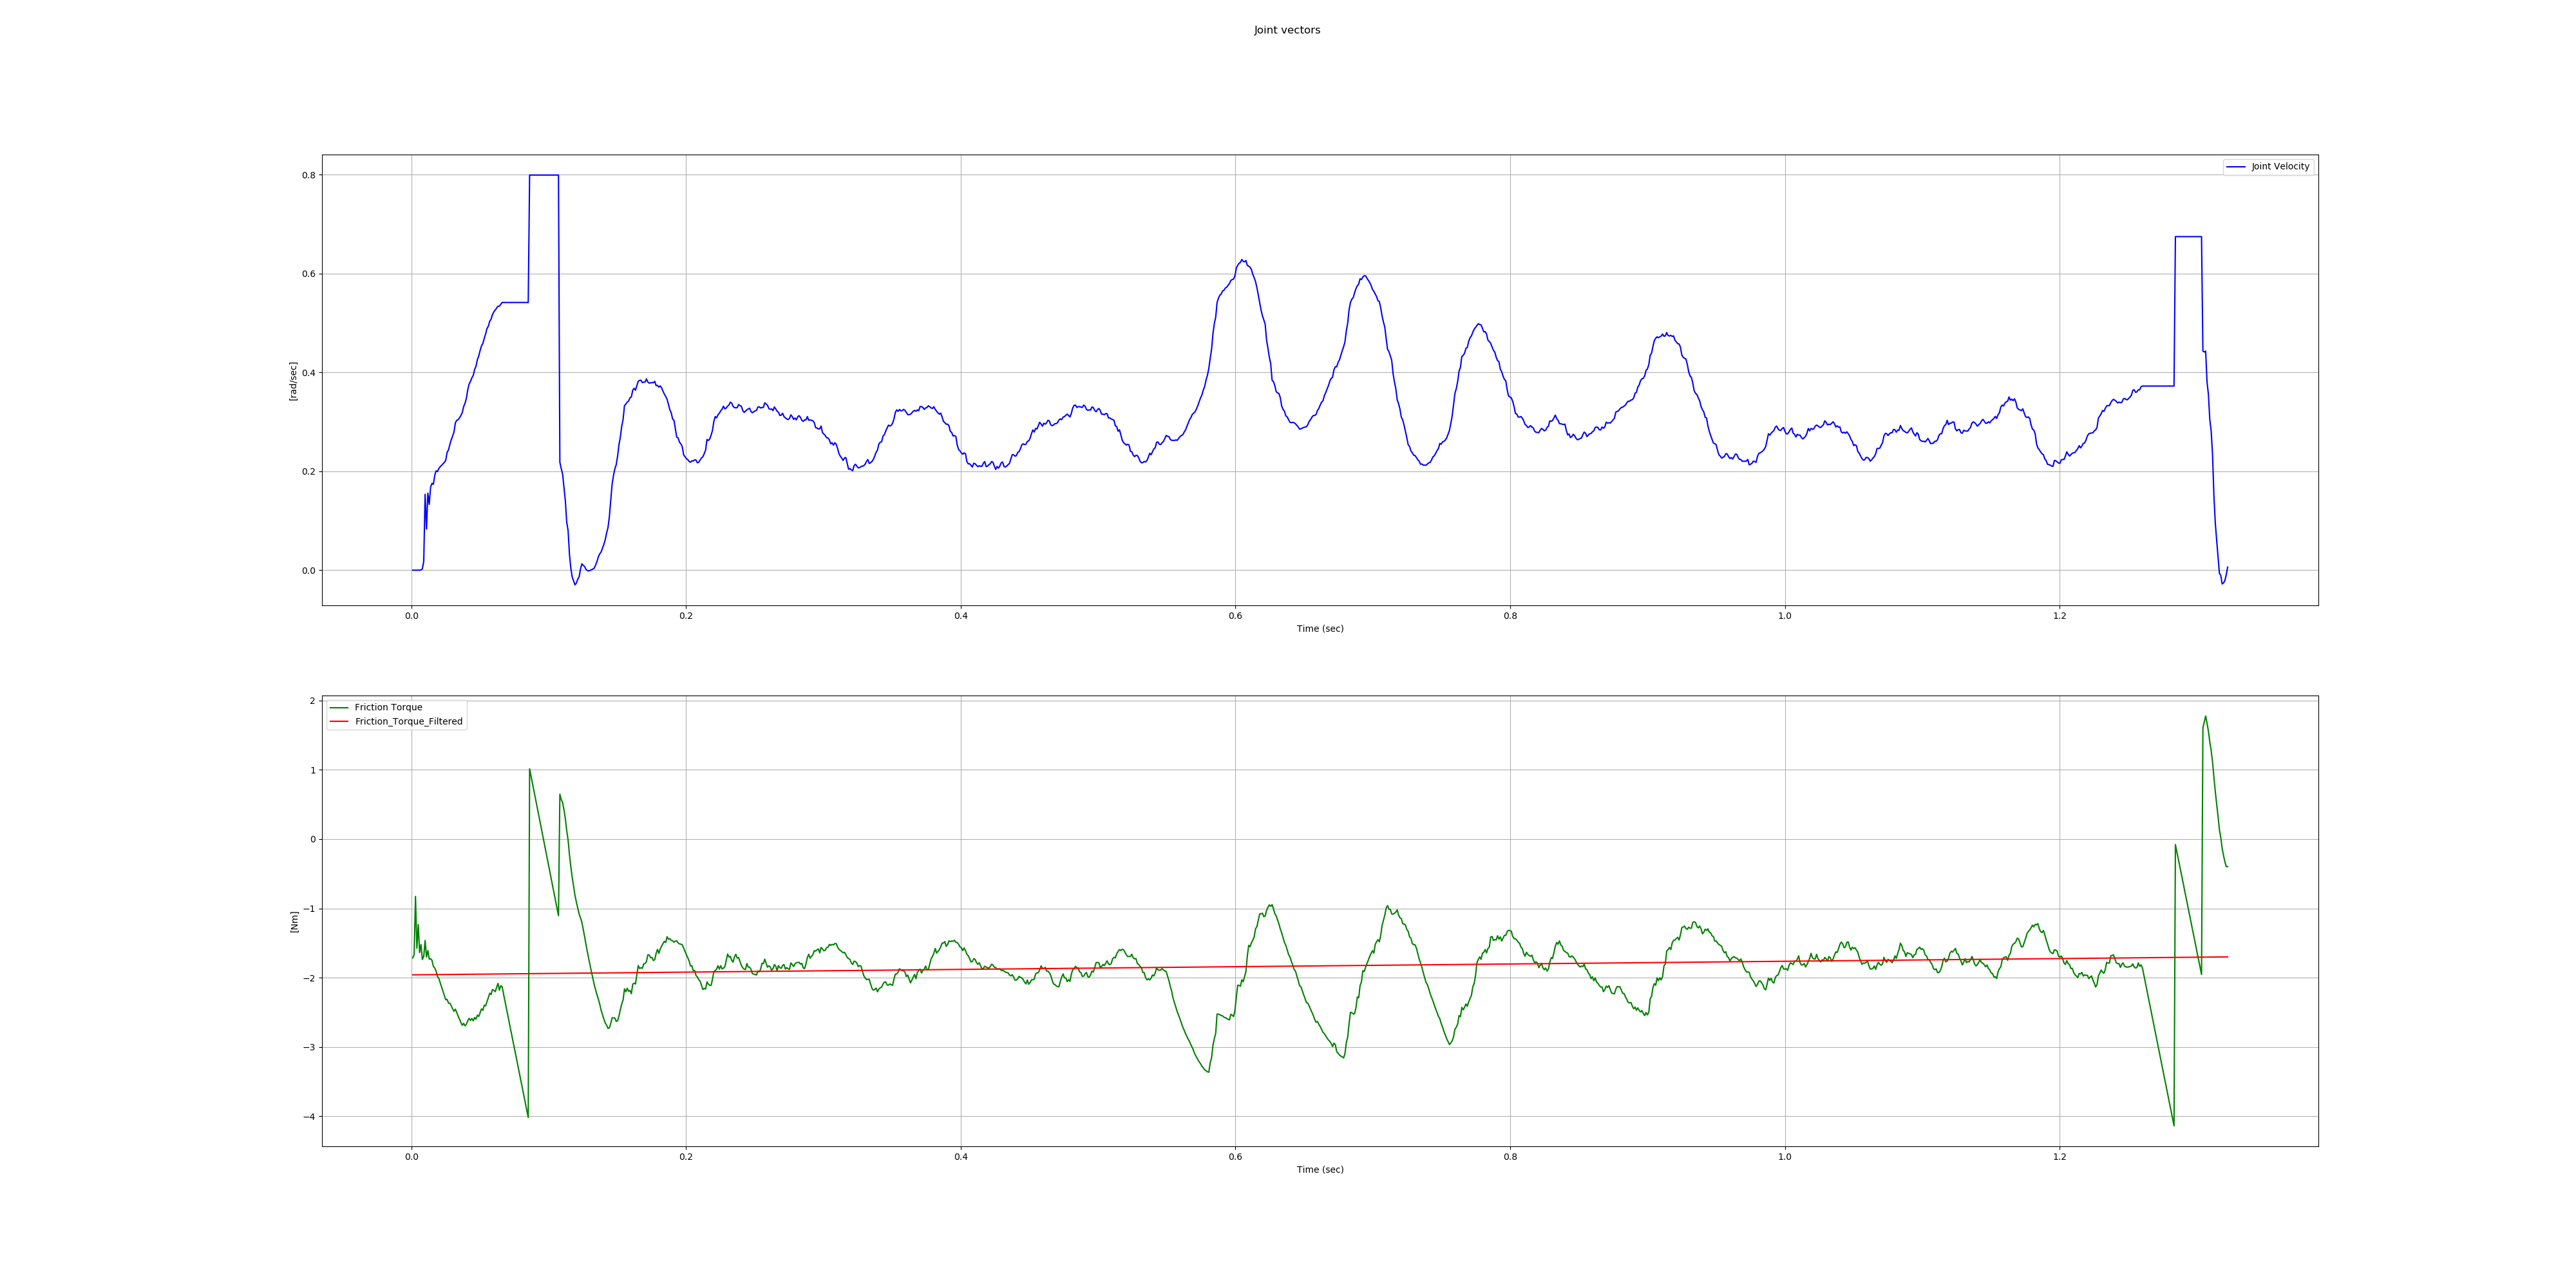 Joint vectors
Joint Velocity
0.8
0.6
0.4
0.2
0.0
[rad/sec]
0.0 0.2 0.4 0.6 0.8 1.0 1.2
Time (sec)
Friction Torque
Friction_Torque_Filtered
2
1
0
−1
−2
−3
−4
[Nm]
0.0 0.2 0.4 0.6 0.8 1.0 1.2
Time (sec)